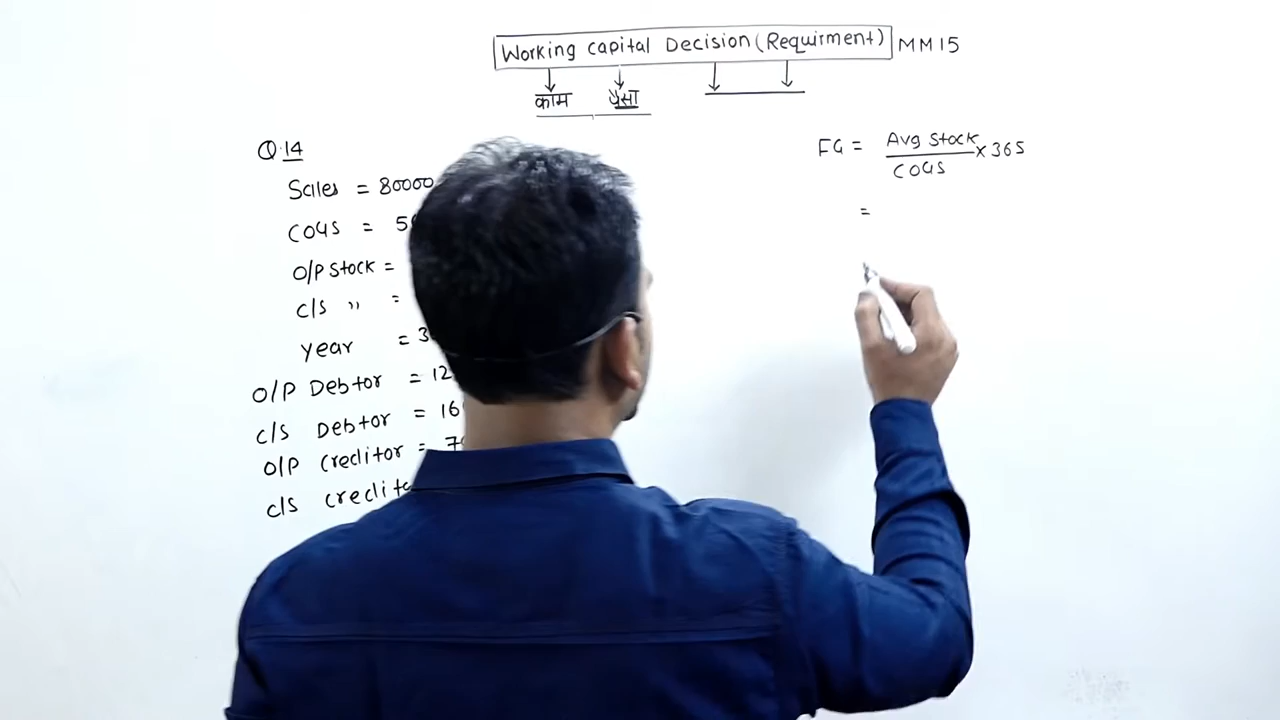 Working Capital Decision (Requirment) MM15
काम पैसा
Q.14
Sales = 80000
COGS = 5
O/P Stock =
C/S ,, =
Year = 3
O/P Debtor = 12
C/S Debtor = 16
O/P Creditor = 7
C/S
FG = Avg Stock
COGS
× 365
=